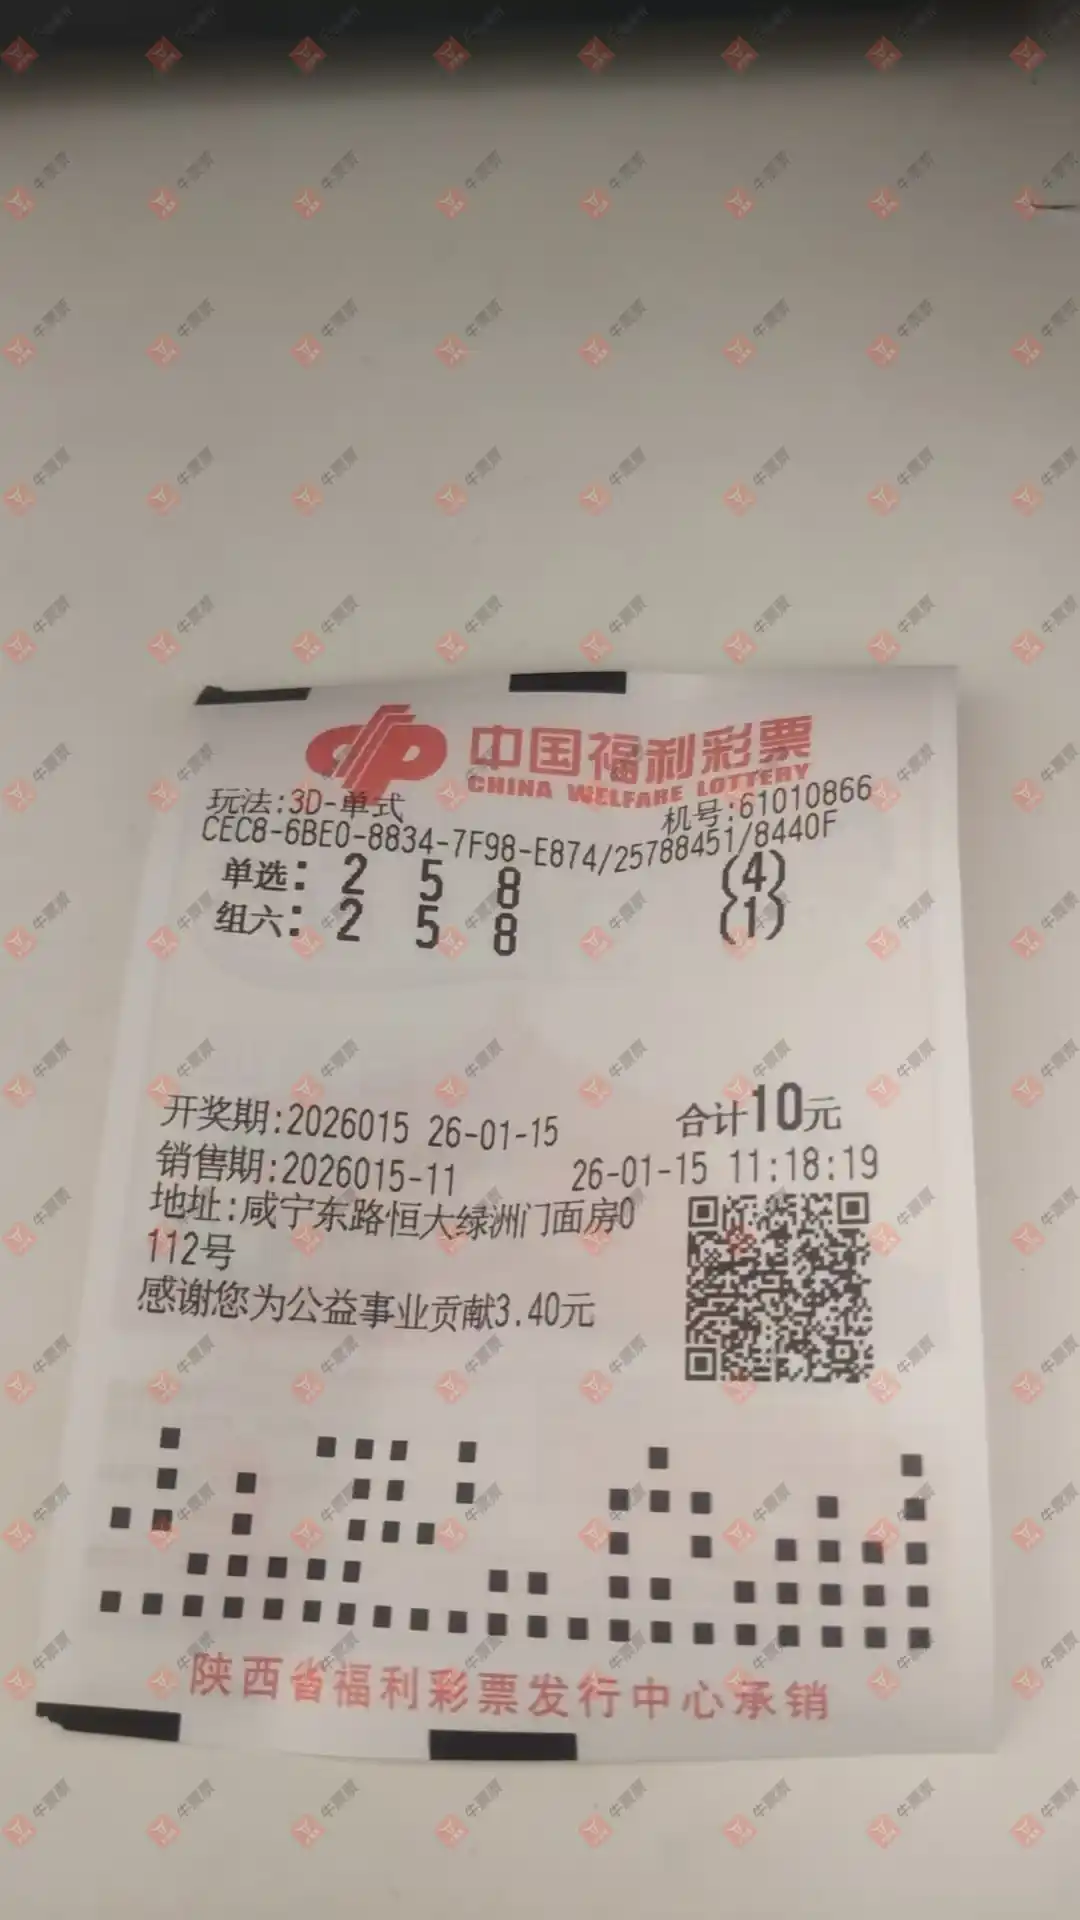 中国福利彩票
CHINA WELFARE LOTTERY
玩法:3D-单式 机号:61010866
CEC8-6BE0-8834-7F98-E874/25788451/8440F
单选: 2 5 8 (4)
组六: 2 5 8 (1)
开奖期:2026015 26-01-15 合计10元
销售期:2026015-11 26-01-15 11:18:19
地址:咸宁东路恒大绿洲门面房0
112号
感谢您为公益事业贡献3.40元
陕西省福利彩票发行中心承销
牛票票